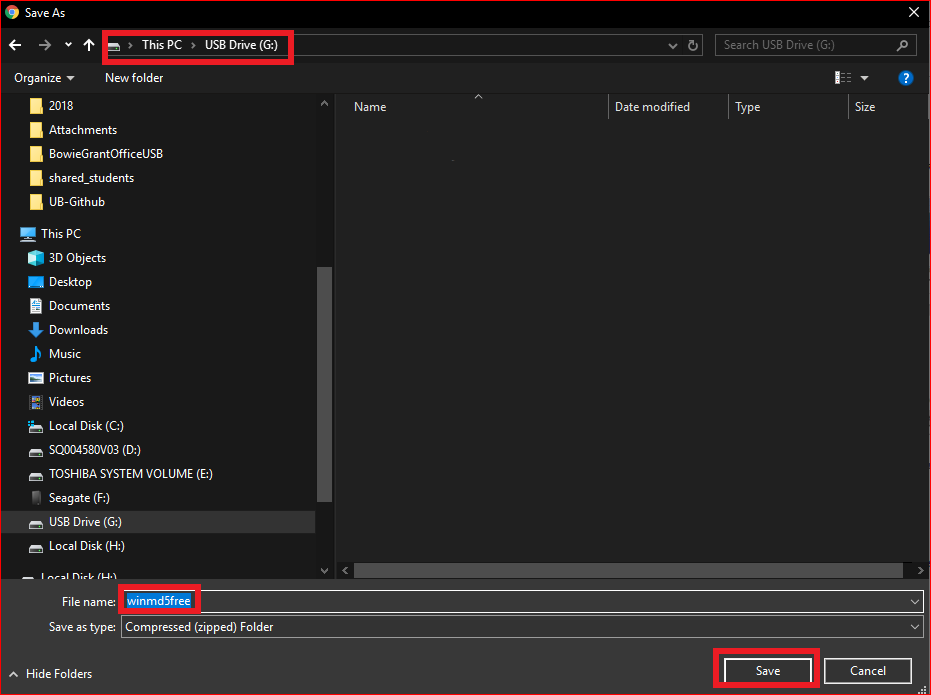 Save As
This PC > USB Drive (G:)
Search USB Drive (G:)
Organize
New folder
?
Name
Date modified
Type
Size
2018
Attachments
BowieGrantOfficeUSB
shared_students
UB-Github
This PC
3D Objects
Desktop
Documents
Downloads
Music
Pictures
Videos
Local Disk (C:)
SQ004580V03 (D:)
TOSHIBA SYSTEM VOLUME (E:)
Seagate (F:)
USB Drive (G:)
Local Disk (H:)
Local Disk (H:)
File name: winmd5free
Save as type: Compressed (zipped) Folder
Hide Folders
Save
Cancel